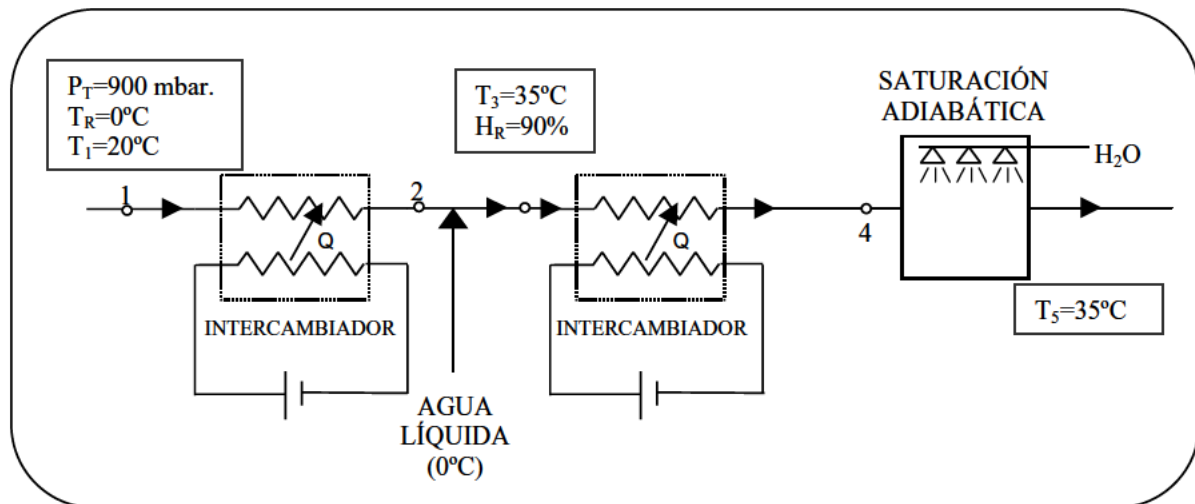 P_T=900 mbar.
T_R=0ºC
T_1=20ºC
T_3=35ºC
H_R=90%
SATURACIÓN
ADIABÁTICA
H_2O
1
2
4
Q
Q
INTERCAMBIADOR
INTERCAMBIADOR
T_5=35ºC
AGUA
LÍQUIDA
(0ºC)